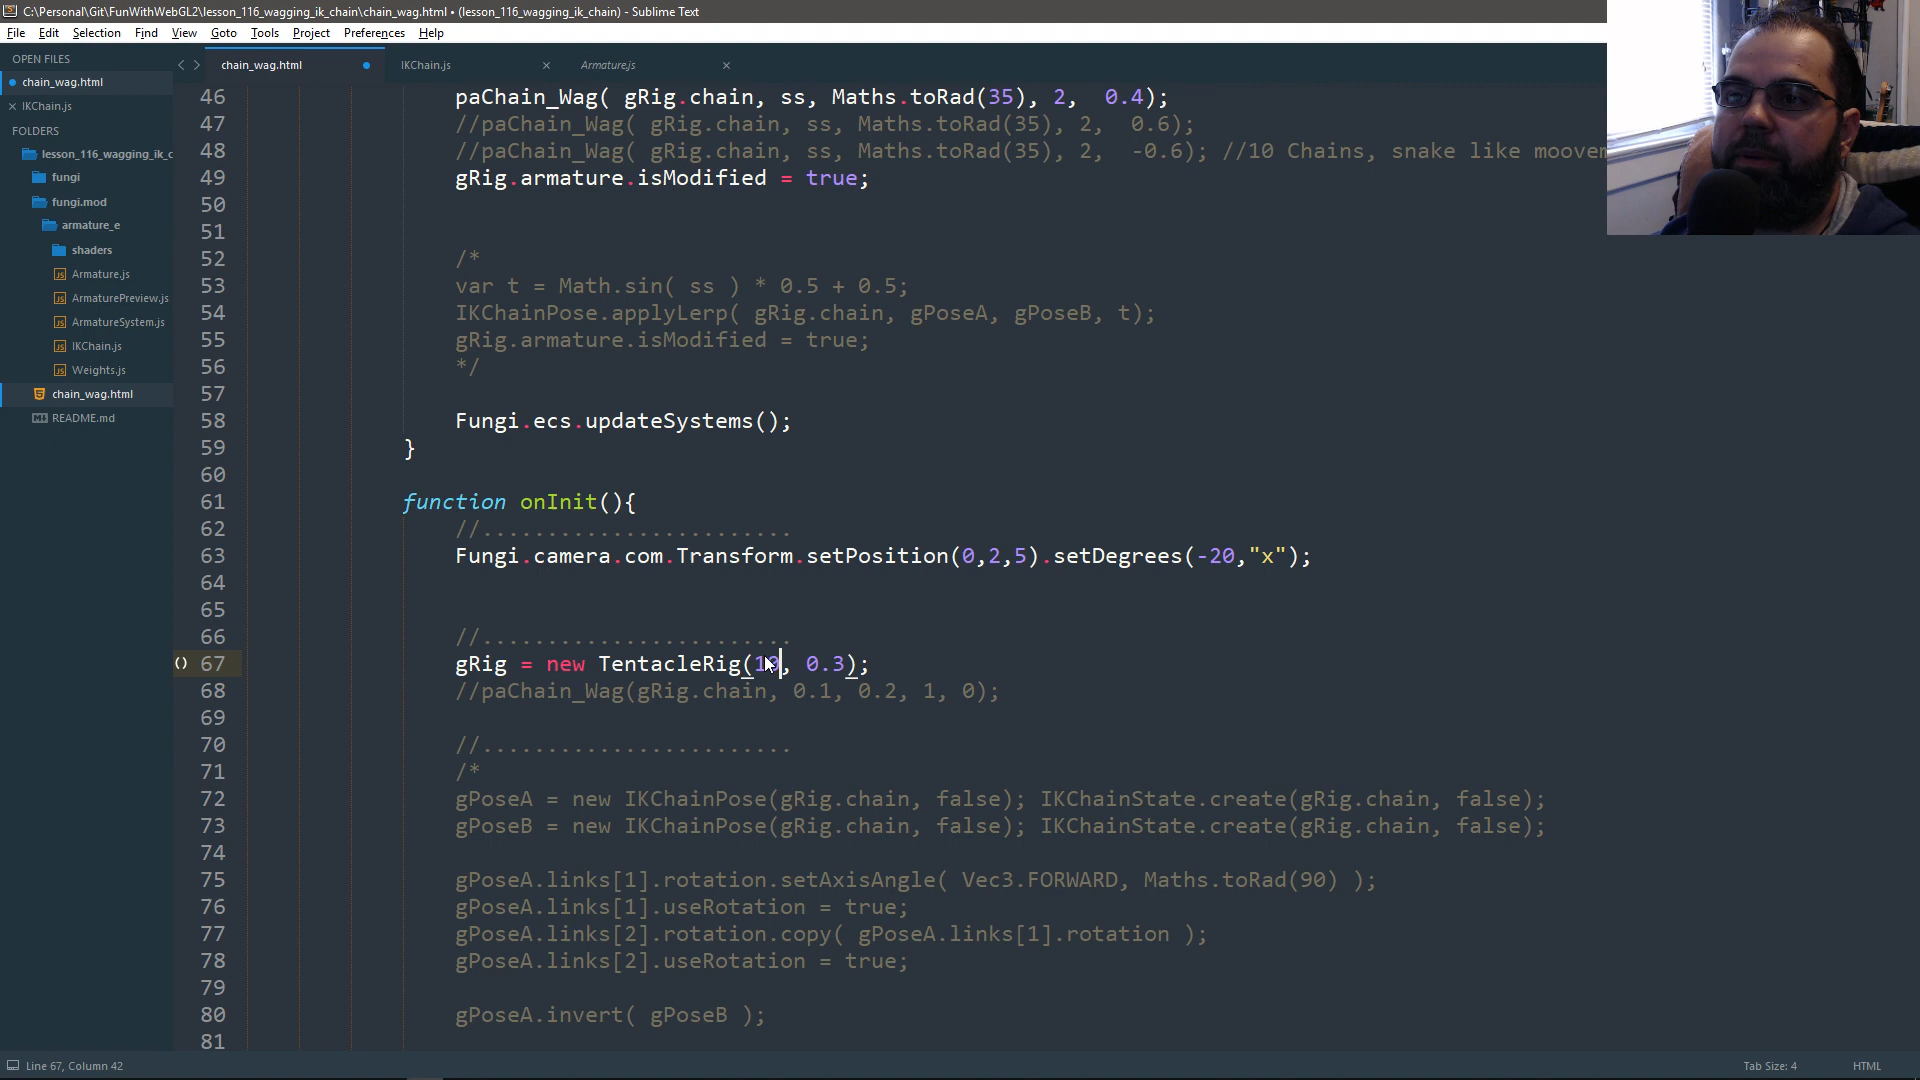 C:\Personal\Git\FunWithWebGL2\lesson_116_wagging_ik_chain\chain_wag.html • (lesson_116_wagging_ik_chain) - Sublime Text
File Edit Selection Find View Goto Tools Project Preferences Help
OPEN FILES
chain_wag.html
IKChain.js
FOLDERS
lesson_116_wagging_ik_c
fungi
fungi.mod
armature_e
shaders
Armature.js
ArmaturePreview.js
ArmatureSystem.js
IKChain.js
Weights.js
chain_wag.html
README.md
chain_wag.html IKChain.js Armature.js
46 paChain_Wag( gRig.chain, ss, Maths.toRad(35), 2,  0.4);
47 //paChain_Wag( gRig.chain, ss, Maths.toRad(35), 2,  0.6);
48 //paChain_Wag( gRig.chain, ss, Maths.toRad(35), 2,  -0.6); //10 Chains, snake like moovem
49 gRig.armature.isModified = true;
50
51
52 /*
53 var t = Math.sin( ss ) * 0.5 + 0.5;
54 IKChainPose.applyLerp( gRig.chain, gPoseA, gPoseB, t);
55 gRig.armature.isModified = true;
56 */
57
58 Fungi.ecs.updateSystems();
59 }
60
61 function onInit(){
62 //........................
63 Fungi.camera.com.Transform.setPosition(0,2,5).setDegrees(-20,"x");
64
65
66 //........................
67 gRig = new TentacleRig(10, 0.3);
68 //paChain_Wag(gRig.chain, 0.1, 0.2, 1, 0);
69
70 //........................
71 /*
72 gPoseA = new IKChainPose(gRig.chain, false); IKChainState.create(gRig.chain, false);
73 gPoseB = new IKChainPose(gRig.chain, false); IKChainState.create(gRig.chain, false);
74
75 gPoseA.links[1].rotation.setAxisAngle( Vec3.FORWARD, Maths.toRad(90) );
76 gPoseA.links[1].useRotation = true;
77 gPoseA.links[2].rotation.copy( gPoseA.links[1].rotation );
78 gPoseA.links[2].useRotation = true;
79
80 gPoseA.invert( gPoseB );
81
Line 67, Column 42
Tab Size: 4
HTML